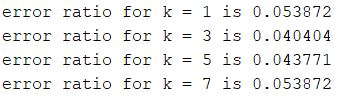 error ratio for k = 1 is 0.053872
error ratio for k = 3 is 0.040404
error ratio for k = 5 is 0.043771
error ratio for k = 7 is 0.053872